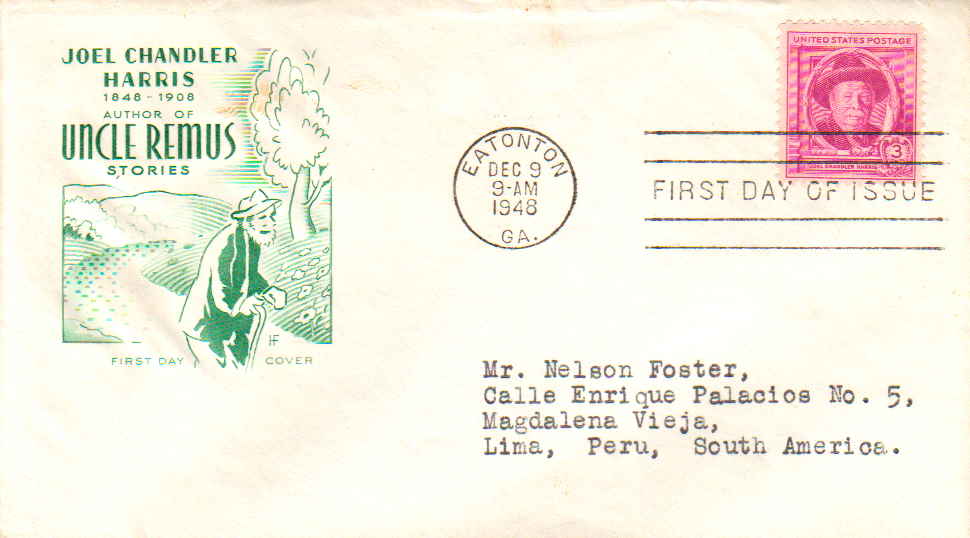 JOEL CHANDLER
HARRIS
1848 - 1908
AUTHOR OF
UNCLE REMUS
STORIES
HF
FIRST DAY COVER
EATONTON
DEC 9
9-AM
1948
GA.
UNITED STATES POSTAGE
JOEL CHANDLER HARRIS
3
FIRST DAY OF ISSUE
Mr. Nelson Foster,
Calle Enrique Palacios No. 5,
Magdalena Vieja,
Lima, Peru, South America.